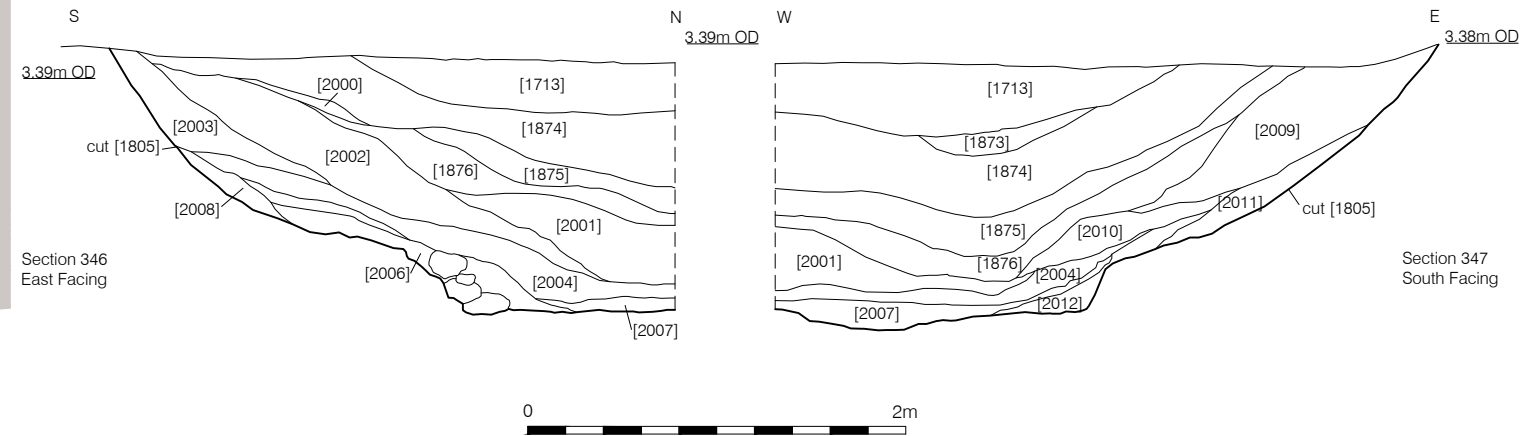 S
N
W
E
3.39m OD
3.38m OD
3.39m OD
[2000]
[1713]
[1713]
[2003]
[1874]
[2009]
[1873]
cut [1805]
[2002]
[1876]
[1875]
[1874]
[2008]
[2011]
cut [1805]
[2001]
[1875]
[2010]
Section 346
East Facing
[2006]
[2004]
[2001]
[1876]
[2004]
Section 347
South Facing
[2007]
[2007]
[2012]
0
2m